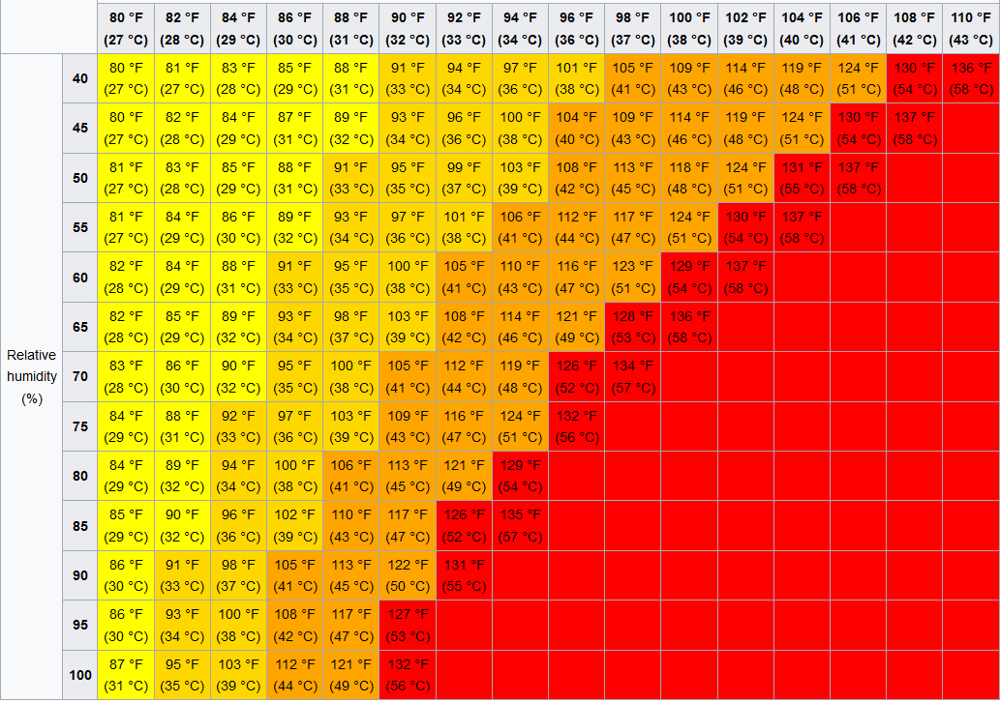 80 °F 82 °F 84 °F 86 °F 88 °F 90 °F 92 °F 94 °F 96 °F 98 °F 100 °F 102 °F 104 °F 106 °F 108 °F 110 °F
(27 °C) (28 °C) (29 °C) (30 °C) (31 °C) (32 °C) (33 °C) (34 °C) (36 °C) (37 °C) (38 °C) (39 °C) (40 °C) (41 °C) (42 °C) (43 °C)
Relative
humidity
(%)
40
80 °F 81 °F 83 °F 85 °F 88 °F 91 °F 94 °F 97 °F 101 °F 105 °F 109 °F 114 °F 119 °F 124 °F 130 °F 136 °F
(27 °C) (27 °C) (28 °C) (29 °C) (31 °C) (33 °C) (34 °C) (36 °C) (38 °C) (41 °C) (43 °C) (46 °C) (48 °C) (51 °C) (54 °C) (58 °C)
45
80 °F 82 °F 84 °F 87 °F 89 °F 93 °F 96 °F 100 °F 104 °F 109 °F 114 °F 119 °F 124 °F 130 °F 137 °F
(27 °C) (28 °C) (29 °C) (31 °C) (32 °C) (34 °C) (36 °C) (38 °C) (40 °C) (43 °C) (46 °C) (48 °C) (51 °C) (54 °C) (58 °C)
50
81 °F 83 °F 85 °F 88 °F 91 °F 95 °F 99 °F 103 °F 108 °F 113 °F 118 °F 124 °F 131 °F 137 °F
(27 °C) (28 °C) (29 °C) (31 °C) (33 °C) (35 °C) (37 °C) (39 °C) (42 °C) (45 °C) (48 °C) (51 °C) (55 °C) (58 °C)
55
81 °F 84 °F 86 °F 89 °F 93 °F 97 °F 101 °F 106 °F 112 °F 117 °F 124 °F 130 °F 137 °F
(27 °C) (29 °C) (30 °C) (32 °C) (34 °C) (36 °C) (38 °C) (41 °C) (44 °C) (47 °C) (51 °C) (54 °C) (58 °C)
60
82 °F 84 °F 88 °F 91 °F 95 °F 100 °F 105 °F 110 °F 116 °F 123 °F 129 °F 137 °F
(28 °C) (29 °C) (31 °C) (33 °C) (35 °C) (38 °C) (41 °C) (43 °C) (47 °C) (51 °C) (54 °C) (58 °C)
65
82 °F 85 °F 89 °F 93 °F 98 °F 103 °F 108 °F 114 °F 121 °F 128 °F 136 °F
(28 °C) (29 °C) (32 °C) (34 °C) (37 °C) (39 °C) (42 °C) (46 °C) (49 °C) (53 °C) (58 °C)
70
83 °F 86 °F 90 °F 95 °F 100 °F 105 °F 112 °F 119 °F 126 °F 134 °F
(28 °C) (30 °C) (32 °C) (35 °C) (38 °C) (41 °C) (44 °C) (48 °C) (52 °C) (57 °C)
75
84 °F 88 °F 92 °F 97 °F 103 °F 109 °F 116 °F 124 °F 132 °F
(29 °C) (31 °C) (33 °C) (36 °C) (39 °C) (43 °C) (47 °C) (51 °C) (56 °C)
80
84 °F 89 °F 94 °F 100 °F 106 °F 113 °F 121 °F 129 °F
(29 °C) (32 °C) (34 °C) (38 °C) (41 °C) (45 °C) (49 °C) (54 °C)
85
85 °F 90 °F 96 °F 102 °F 110 °F 117 °F 126 °F 135 °F
(29 °C) (32 °C) (36 °C) (39 °C) (43 °C) (47 °C) (52 °C) (57 °C)
90
86 °F 91 °F 98 °F 105 °F 113 °F 122 °F 131 °F
(30 °C) (33 °C) (37 °C) (41 °C) (45 °C) (50 °C) (55 °C)
95
86 °F 93 °F 100 °F 108 °F 117 °F 127 °F
(30 °C) (34 °C) (38 °C) (42 °C) (47 °C) (53 °C)
100
87 °F 95 °F 103 °F 112 °F 121 °F 132 °F
(31 °C) (35 °C) (39 °C) (44 °C) (49 °C) (56 °C)